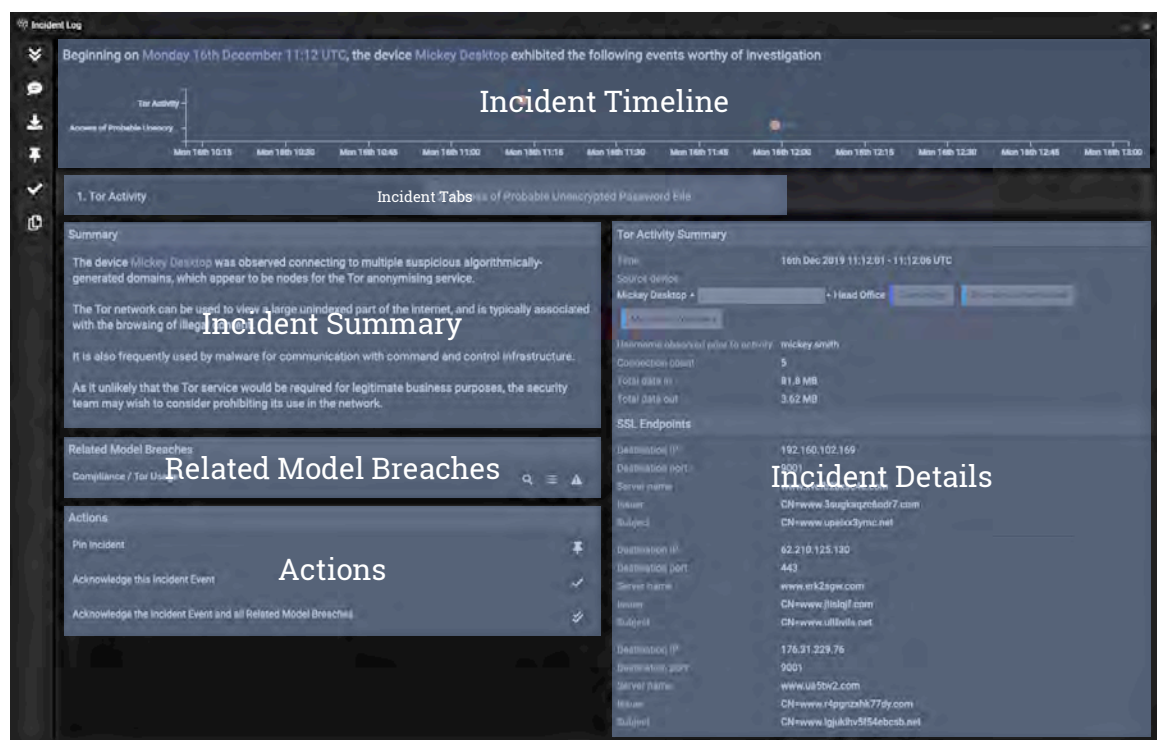 Incident Log
Beginning on Monday 16th December 11:12 UTC, the device Mickey Desktop exhibited the following events worthy of investigation
Incident Timeline
Tor Activity
Access of Probable
Mon 16th 10:15 Mon 16th 10:30 Mon 16th 10:45 Mon 16th 11:00 Mon 16th 11:15 Mon 16th 11:30 Mon 16th 11:45 Mon 16th 12:00 Mon 16th 12:15 Mon 16th 12:30 Mon 16th 12:45 Mon 16th 13:00
1. Tor Activity
Incident Tabs
of Probable Unencrypted Password File
Summary
The device Mickey Desktop was observed connecting to multiple suspicious algorithmically-
generated domains, which appear to be nodes for the Tor anonymising service.
The Tor network can be used to view a large unindexed part of the internet, and is typically associated
with the browsing of illegal
Incident Summary
It is also frequently used by malware for communication with command and control infrastructure.
As it unlikely that the Tor service would be required for legitimate business purposes, the security
team may wish to consider prohibiting its use in the network.
Related Model Breaches
Compliance / Tor Usage
Related Model Breaches
Actions
Pin Incident
Actions
Acknowledge this Incident Event
Acknowledge the Incident Event and all Related Model Breaches
Tor Activity Summary
Time 16th Dec 2019 11:12:01 - 11:12:06 UTC
Source device
Mickey Desktop • • Head Office
Username observed prior to activity mickey.smith
Connection count 5
Total data in 81.8 MB
Total data out 3.62 MB
SSL Endpoints
Destination IP 192.160.102.169
Destination port 9001
Incident Details
Server name
Issuer
Subject CN=www.upeixx3ymc.net
Destination IP 62.210.125.130
Destination port 443
Server name www.erk2sgw.com
Issuer
Subject
Destination IP 176.31.229.76
Destination port 9001
Server name www.ua5bv2.com
Issuer
Subject